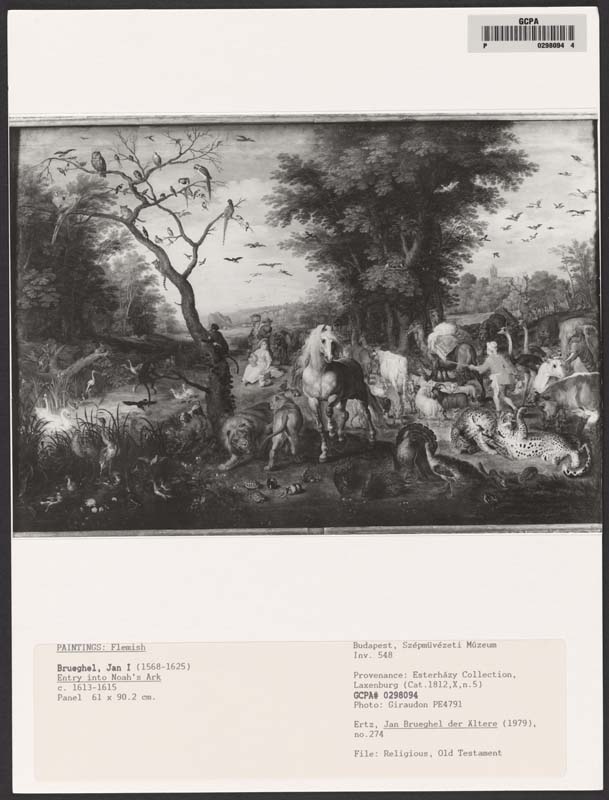 GCPA
P 0298094 4
PAINTINGS: Flemish
Brueghel, Jan I (1568-1625)
Entry into Noah's Ark
c. 1613-1615
Panel 61 x 90.2 cm.
Budapest, Szépmüvézeti Múzeum
Inv. 548
Provenance: Esterházy Collection,
Laxenburg (Cat.1812,X,n.5)
GCPA# 0298094
Photo: Giraudon PE4791
Ertz, Jan Brueghel der Altere (1979),
no.274
File: Religious, Old Testament